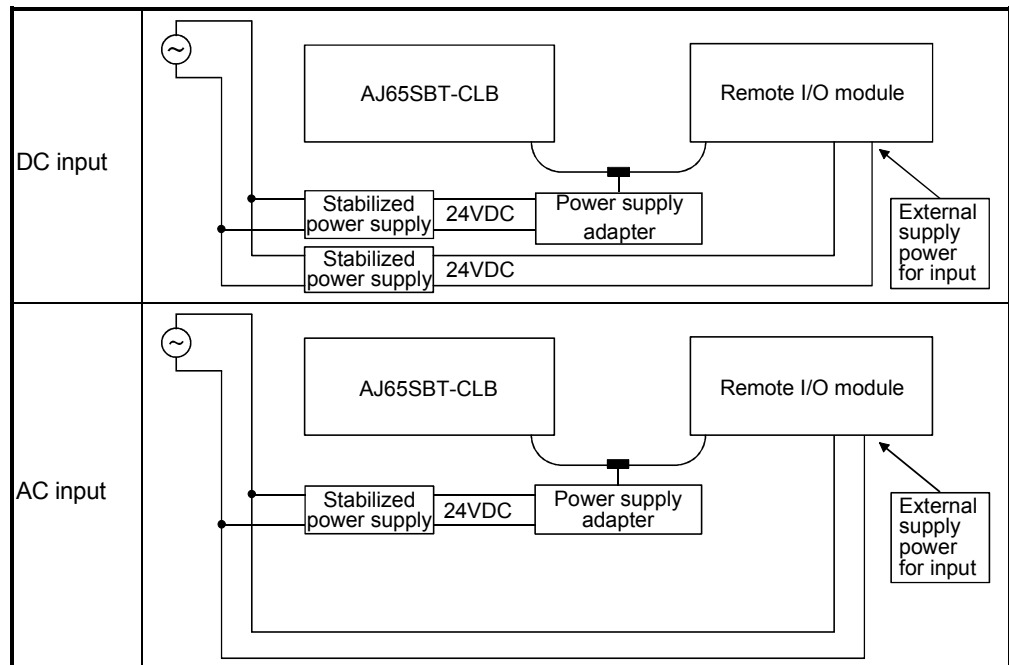 DC input
~
AJ65SBT-CLB
Remote I/O module
Stabilized
power supply
24VDC
Power supply
adapter
Stabilized
power supply
24VDC
External
supply
power
for input
AC input
~
AJ65SBT-CLB
Remote I/O module
Stabilized
power supply
24VDC
Power supply
adapter
External
supply
power
for input